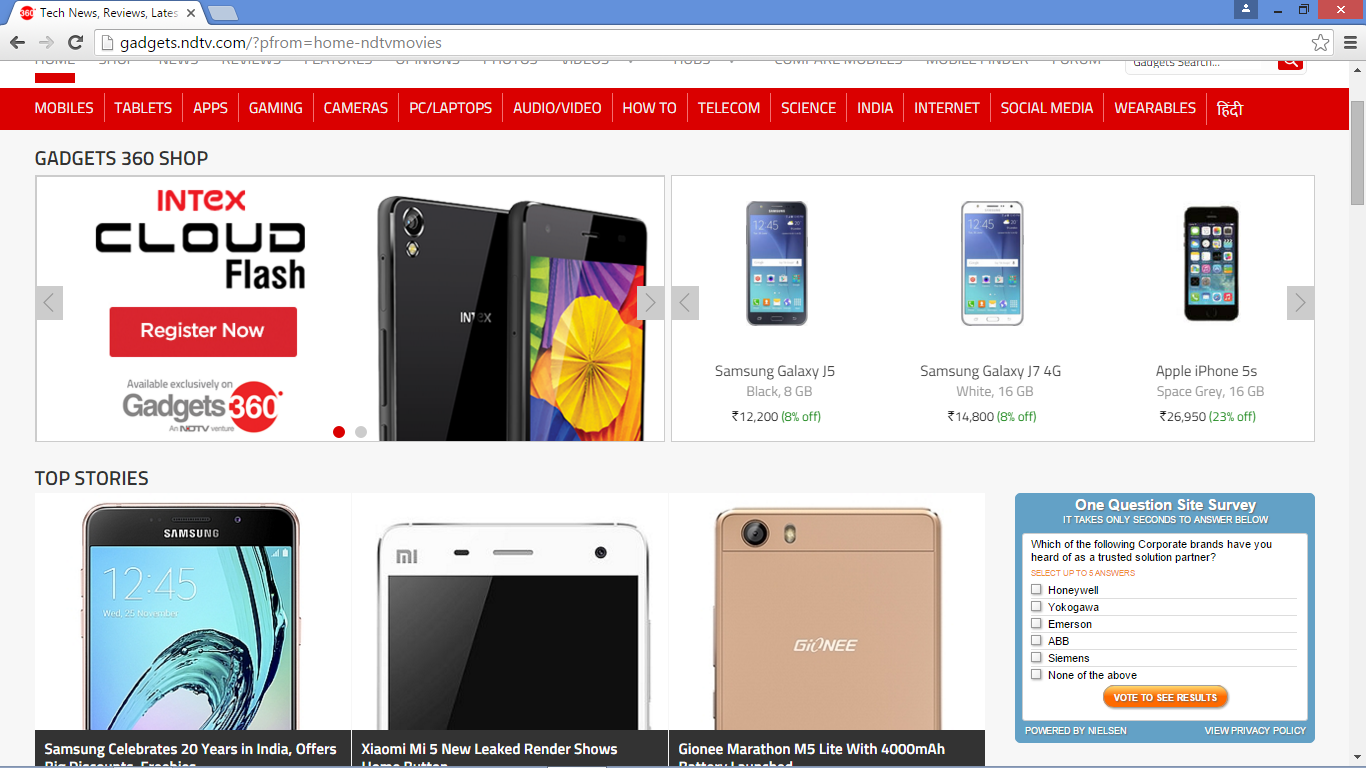 Tech News, Reviews, Lates
gadgets.ndtv.com/?pfrom=home-ndtvmovies
HOME SHOP NEWS REVIEWS FEATURES OPINIONS PHOTOS VIDEOS HUBS COMPARE MOBILES MOBILE FINDER FORUM
Gadgets Search...
MOBILES TABLETS APPS GAMING CAMERAS PC/LAPTOPS AUDIO/VIDEO HOW TO TELECOM SCIENCE INDIA INTERNET SOCIAL MEDIA WEARABLES हिंदी
GADGETS 360 SHOP
INTEX
CLOUD
Flash
Register Now
Available exclusively on
Gadgets 360°
An NDTV venture
INTEX
Samsung Galaxy J5
Black, 8 GB
₹12,200 (8% off)
Samsung Galaxy J7 4G
White, 16 GB
₹14,800 (8% off)
Apple iPhone 5s
Space Grey, 16 GB
₹26,950 (23% off)
TOP STORIES
SAMSUNG
12:45
Wed, 25 November
Samsung Celebrates 20 Years in India, Offers
Big Discounts, Freebies
MI
Xiaomi Mi 5 New Leaked Render Shows
Home Button
GIONEE
Gionee Marathon M5 Lite With 4000mAh
Battery Launched
One Question Site Survey
IT TAKES ONLY SECONDS TO ANSWER BELOW
Which of the following Corporate brands have you
heard of as a trusted solution partner?
SELECT UP TO 5 ANSWERS
Honeywell
Yokogawa
Emerson
ABB
Siemens
None of the above
VOTE TO SEE RESULTS
POWERED BY NIELSEN VIEW PRIVACY POLICY